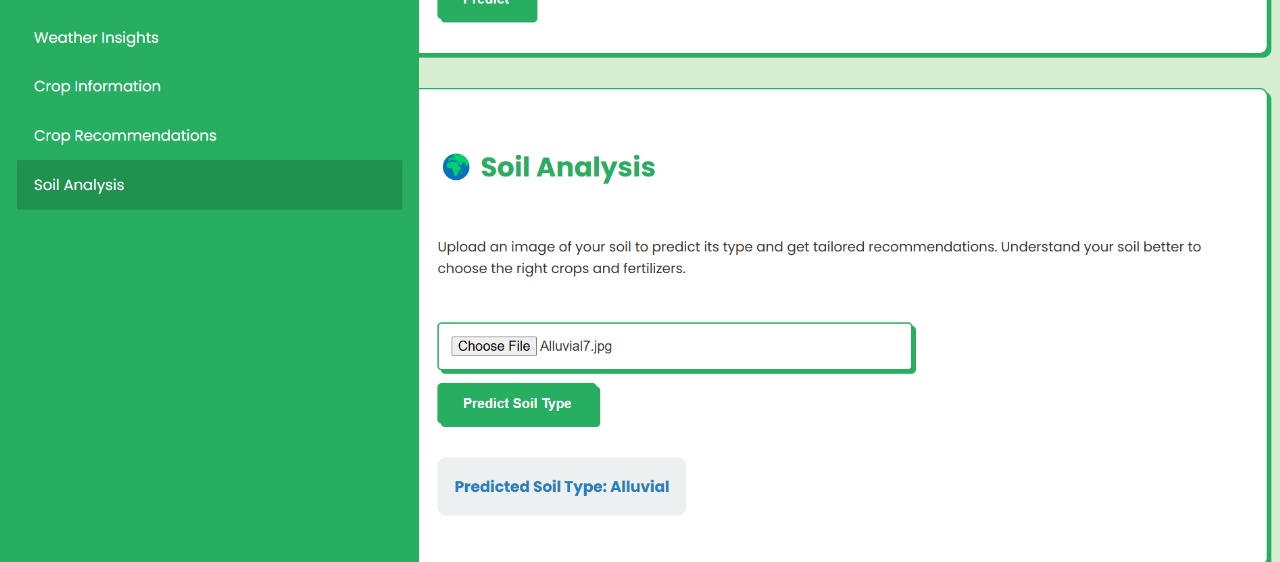 Predict
Weather Insights
Crop Information
Crop Recommendations
Soil Analysis
Soil Analysis
Upload an image of your soil to predict its type and get tailored recommendations. Understand your soil better to
choose the right crops and fertilizers.
Choose File Alluvial7.jpg
Predict Soil Type
Predicted Soil Type: Alluvial